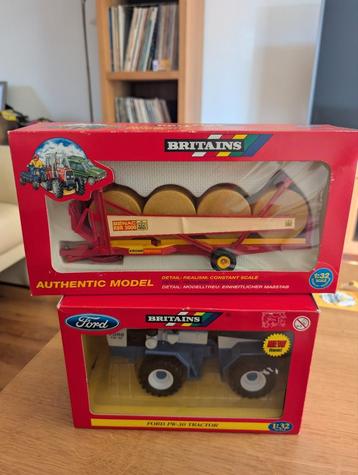 BRITAINS
AUTHENTIC MODEL
DETAIL: REALISM: CONSTANT SCALE
DETAIL: MODELLTREU: EINHEITLICHER MAẞSTAB
1:32
Ford
BRITAINS
NEW
FORD FW-30 TRACTOR
1:32